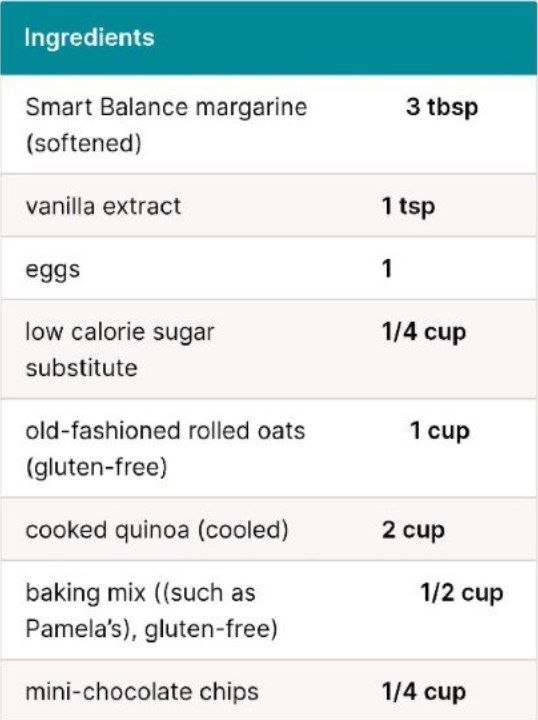 Ingredients
Smart Balance margarine 3 tbsp
(softened)
vanilla extract 1 tsp
eggs 1
low calorie sugar 1/4 cup
substitute
old-fashioned rolled oats 1 cup
(gluten-free)
cooked quinoa (cooled) 2 cup
baking mix ((such as 1/2 cup
Pamela's), gluten-free)
mini-chocolate chips 1/4 cup